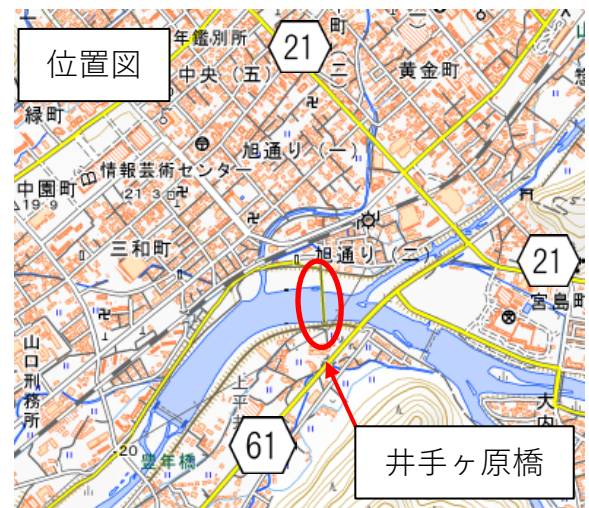 位置図
年鑑別所
21
町
(二)
中央(五)
黄金町
緑町
旭通り(一)
情報芸術センター
中園町
21.3
19.9
三和町
旭通り(二)
21
宮島町
山口刑務所
上平
大内
61
20
豊年橋
井手ヶ原橋